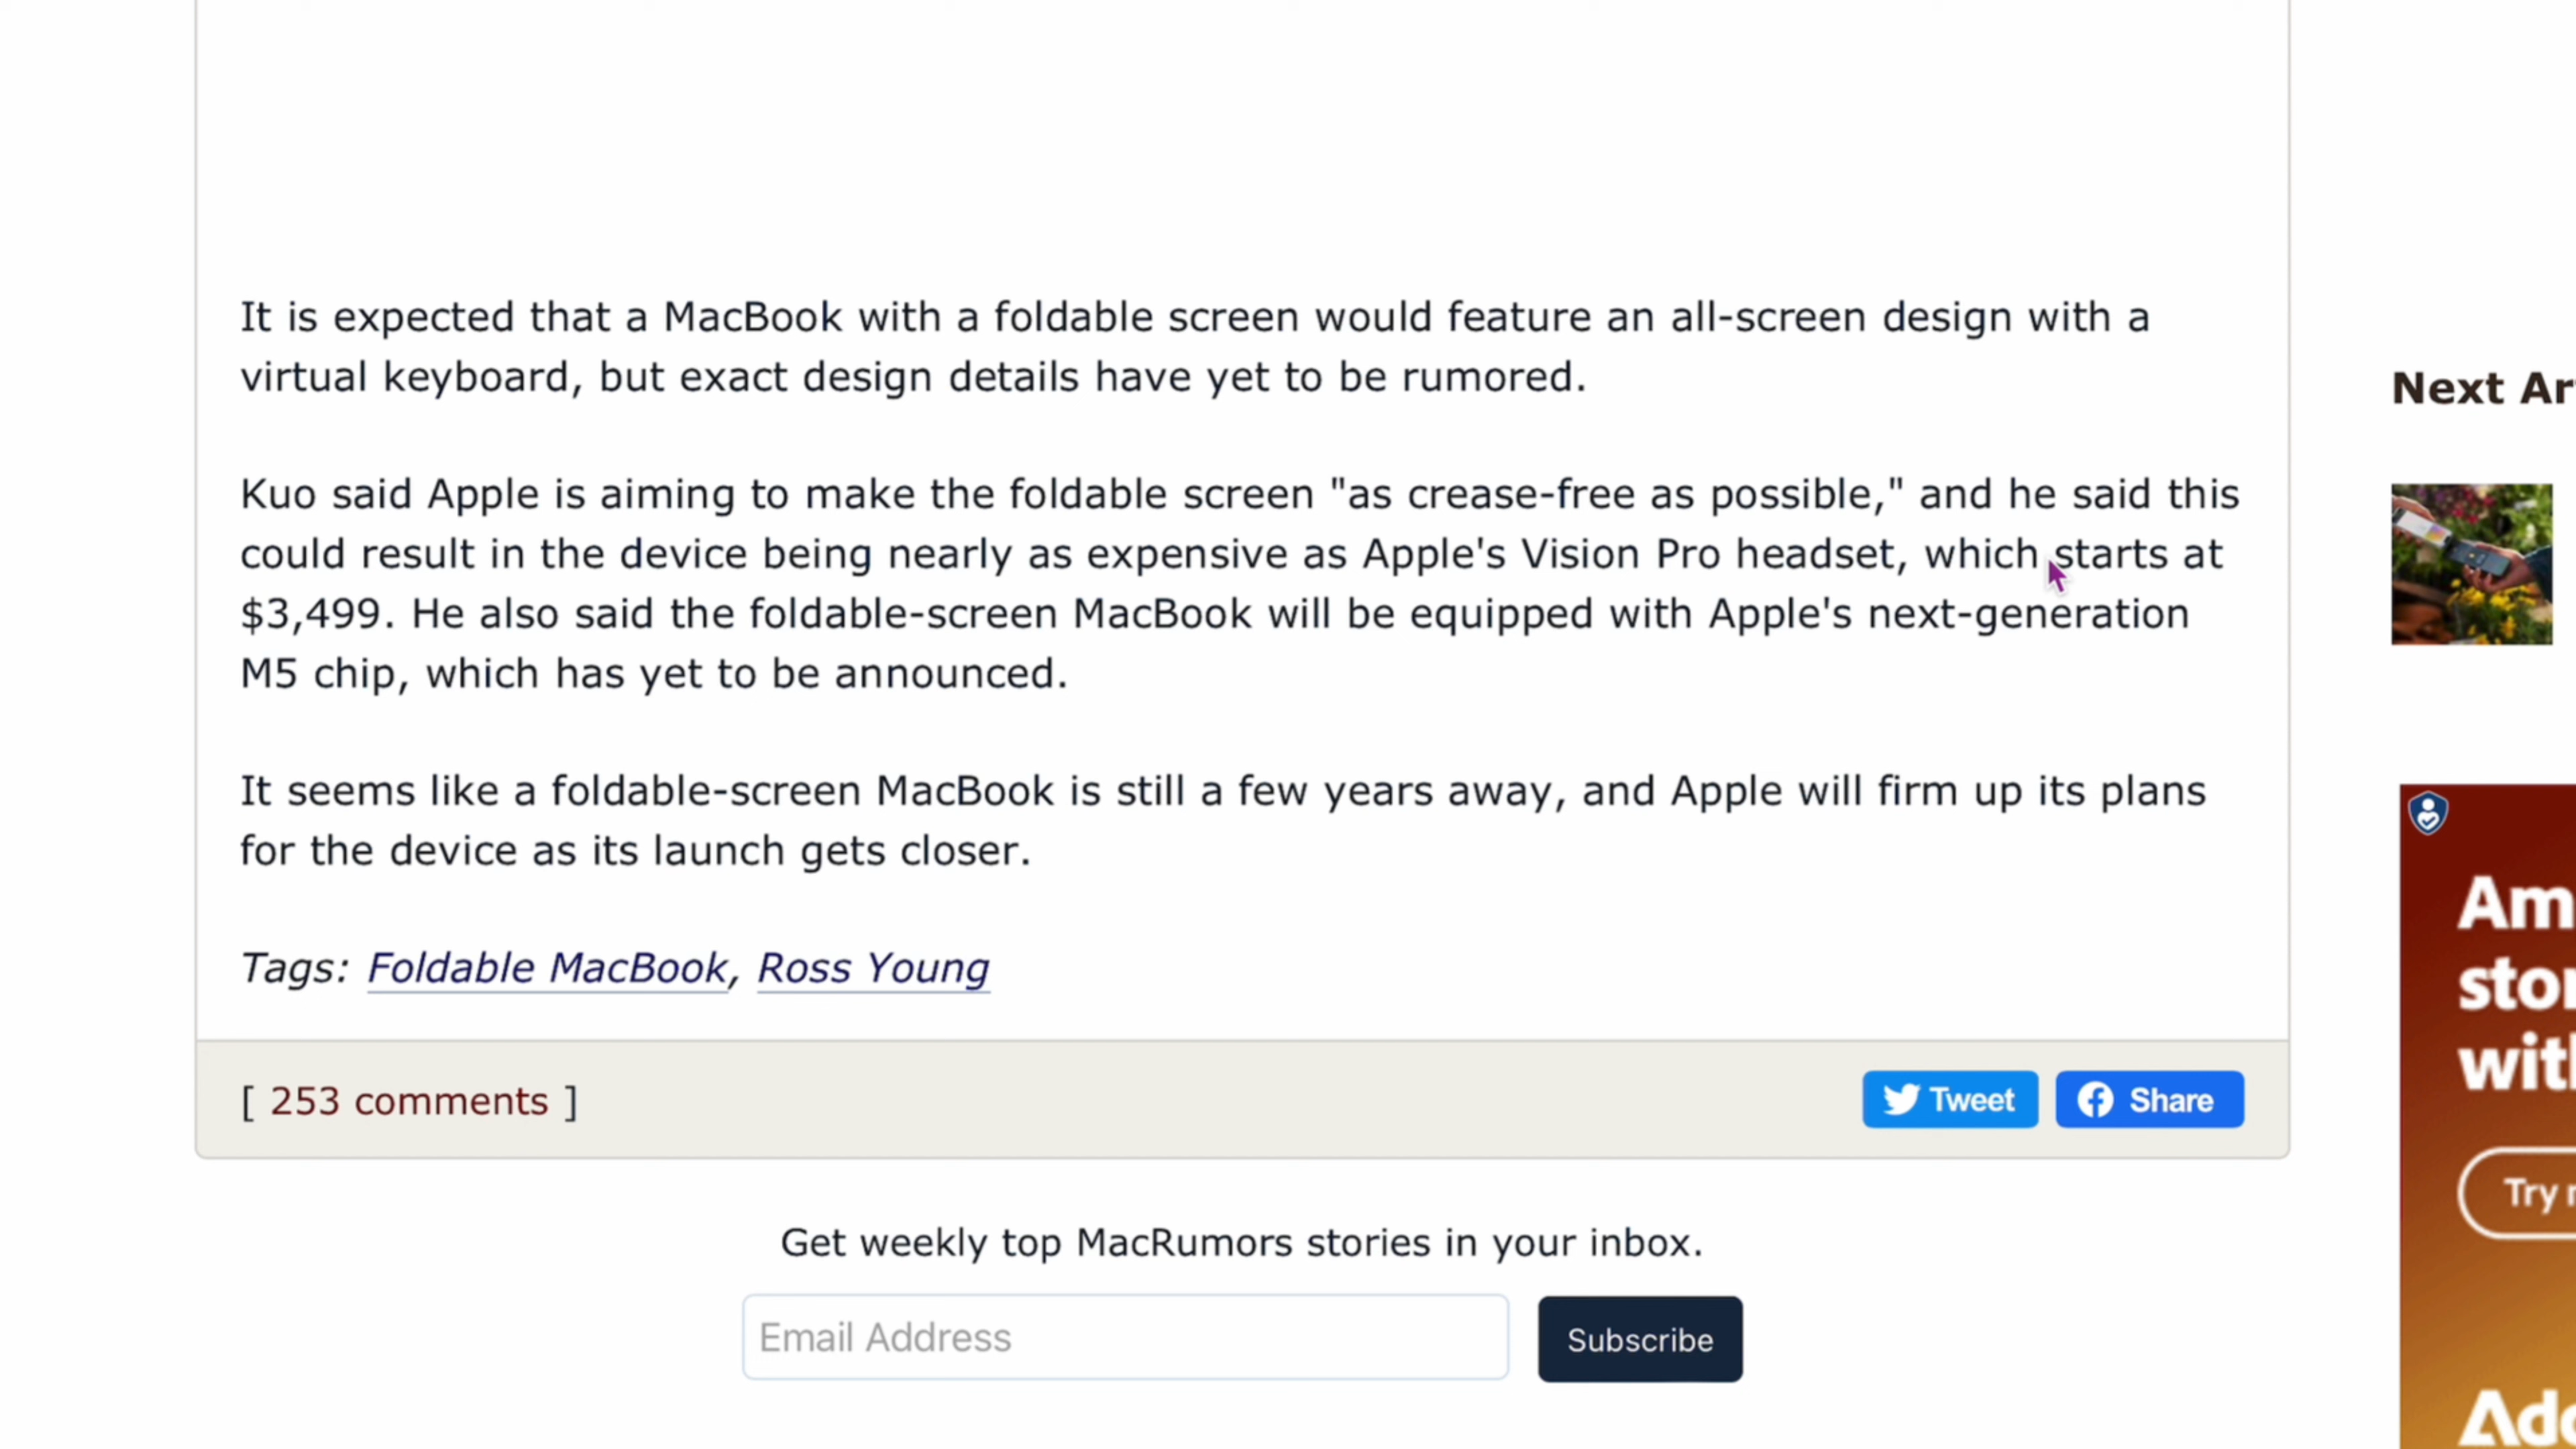 It is expected that a MacBook with a foldable screen would feature an all-screen design with a
virtual keyboard, but exact design details have yet to be rumored.
Kuo said Apple is aiming to make the foldable screen "as crease-free as possible," and he said this
could result in the device being nearly as expensive as Apple's Vision Pro headset, which starts at
$3,499. He also said the foldable-screen MacBook will be equipped with Apple's next-generation
M5 chip, which has yet to be announced.
It seems like a foldable-screen MacBook is still a few years away, and Apple will firm up its plans
for the device as its launch gets closer.
Tags: Foldable MacBook, Ross Young
[ 253 comments ]
Tweet
Share
Get weekly top MacRumors stories in your inbox.
Email Address
Subscribe
Next
Try